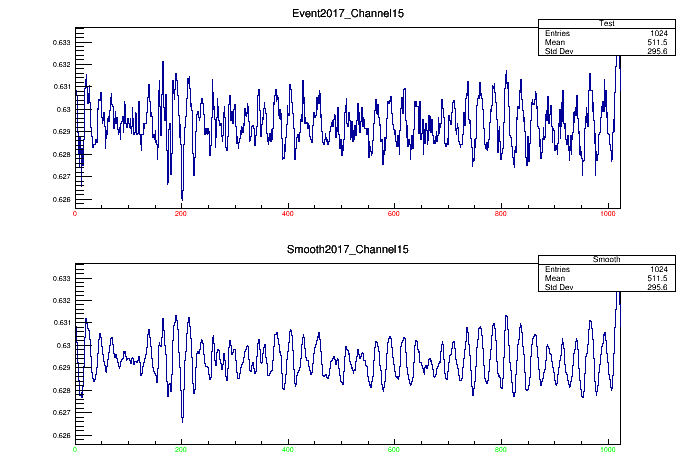 Event2017_Channel15
Test
Entries 1024
Mean 511.5
Std Dev 295.6
0.633
0.632
0.631
0.63
0.629
0.628
0.627
0.626
0 200 400 600 800 1000
Smooth2017_Channel15
Smooth
Entries 1024
Mean 511.5
Std Dev 295.6
0.633
0.632
0.631
0.63
0.629
0.628
0.627
0.626
0 200 400 600 800 1000